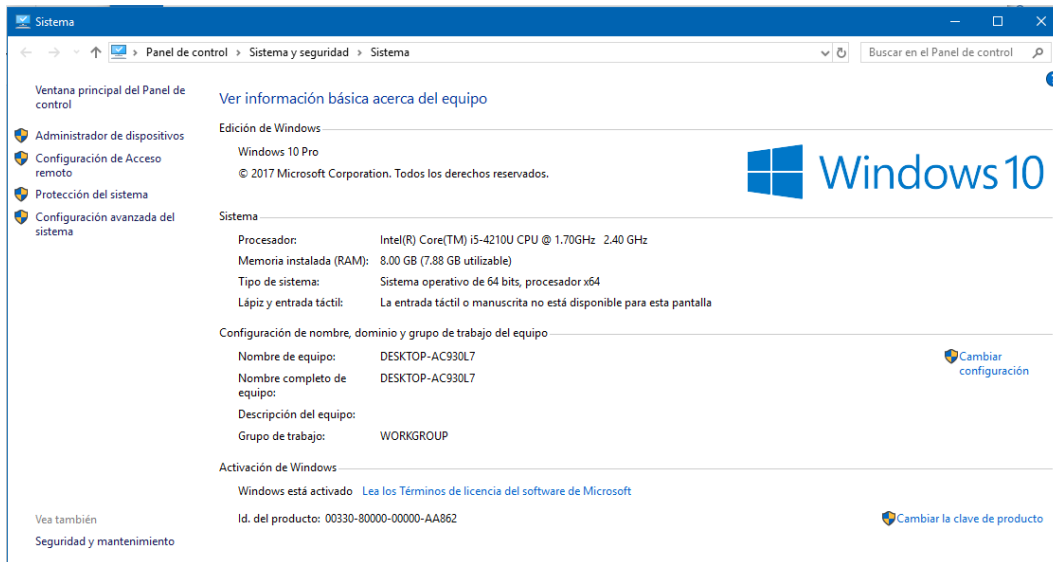 Sistema
Panel de control > Sistema y seguridad > Sistema
Buscar en el Panel de control
Ventana principal del Panel de
control
Administrador de dispositivos
Configuración de Acceso
remoto
Protección del sistema
Configuración avanzada del
sistema
Vea también
Seguridad y mantenimiento
Ver información básica acerca del equipo
Edición de Windows
Windows 10 Pro
© 2017 Microsoft Corporation. Todos los derechos reservados.
Windows 10
Sistema
Procesador: Intel(R) Core(TM) i5-4210U CPU @ 1.70GHz 2.40 GHz
Memoria instalada (RAM): 8.00 GB (7.88 GB utilizable)
Tipo de sistema: Sistema operativo de 64 bits, procesador x64
Lápiz y entrada táctil: La entrada táctil o manuscrita no está disponible para esta pantalla
Configuración de nombre, dominio y grupo de trabajo del equipo
Nombre de equipo: DESKTOP-AC930L7
Cambiar
configuración
Nombre completo de
equipo: DESKTOP-AC930L7
Descripción del equipo:
Grupo de trabajo: WORKGROUP
Activación de Windows
Windows está activado Lea los Términos de licencia del software de Microsoft
Id. del producto: 00330-80000-00000-AA862
Cambiar la clave de producto